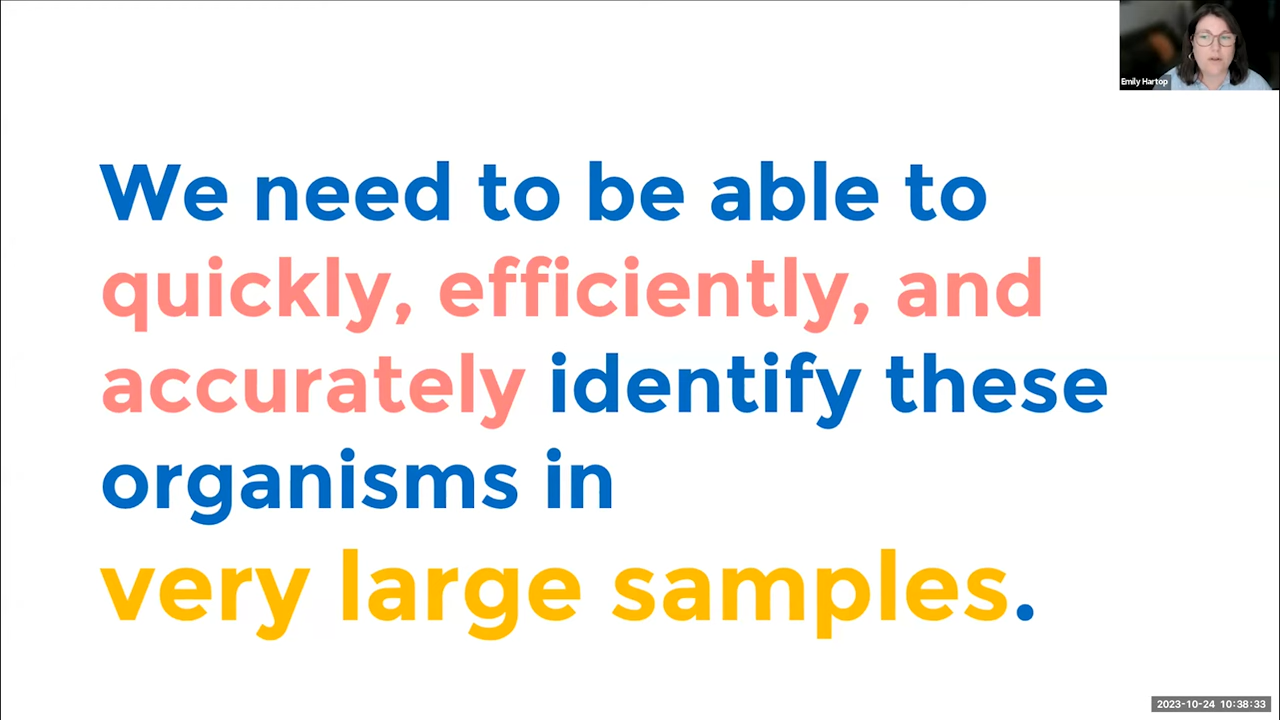 Emily Hartop
We need to be able to
quickly, efficiently, and
accurately identify these
organisms in
very large samples.
2023-10-24 10:38:33